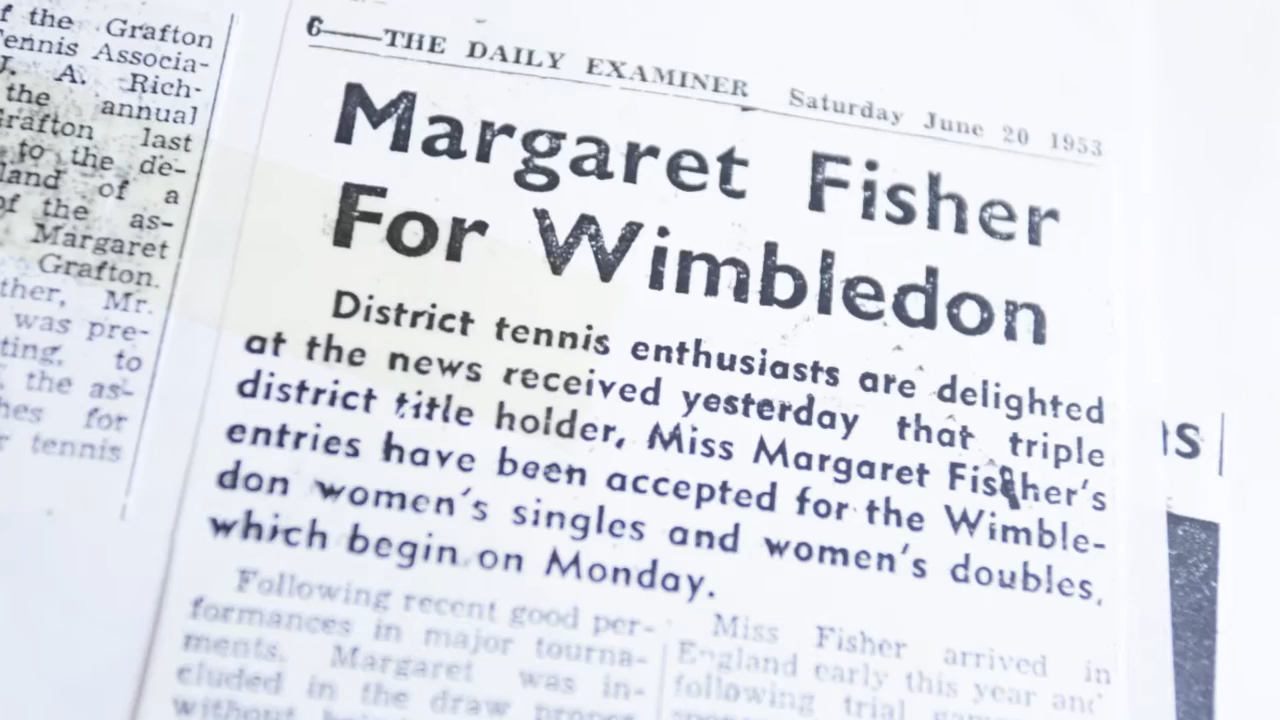 f the Grafton
Tennis Associa-
J. A. Rich-
the annual
Grafton last
to the de-
land of a
of the as-
Margaret
Grafton.
ther, Mr.
was pre-
ting, to
the as-
hes for
r tennis
6—THE DAILY EXAMINER Saturday June 20 1953
Margaret Fisher
For Wimbledon
District tennis enthusiasts are delighted
at the news received yesterday that triple
district title holder, Miss Margaret Fisher's
entries have been accepted for the Wimble-
don women's singles and women's doubles,
which begin on Monday.
Following recent good per-
formances in major tourna-
ments, Margaret was in-
cluded in the draw proper
without
Miss Fisher arrived in
England early this year and
following trial
s